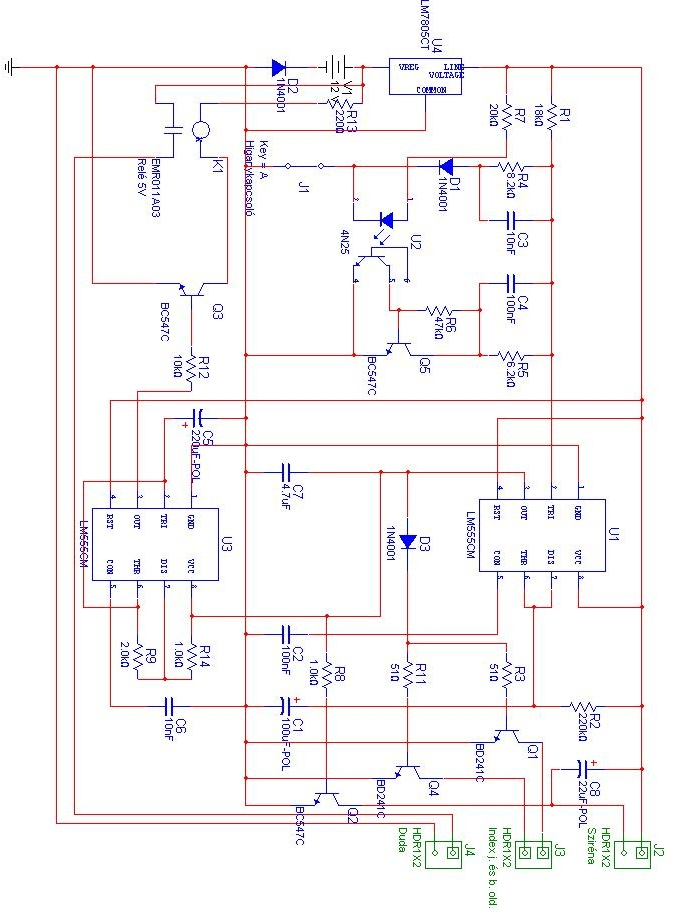 LM7805CT
U4
LINE
VREG
VOLTAGE
COMMON
V1
12 V
D2
1N4001
R13
220Ω
R7
20kΩ
R1
18kΩ
K1
EMR011A03
Relé 5V
Key = A
Higanykapcsoló
J1
D1
1N4001
R4
8.2kΩ
C3
10nF
U2
4N25
C4
100nF
R6
47kΩ
Q5
BC547C
R5
6.2kΩ
Q3
BC547C
R12
10kΩ
C5
220uF-POL
C7
4.7uF
D3
1N4001
U3
LM555CM
GND
TRI
OUT
RST
VCC
DIS
THR
CON
U1
LM555CM
GND
TRI
OUT
RST
VCC
DIS
THR
CON
R9
2.0kΩ
R14
1.0kΩ
C2
100nF
R8
1.0kΩ
R11
51Ω
R3
51Ω
C6
10nF
C1
100uF-POL
R2
220kΩ
Q1
BD241C
Q4
BD241C
Q2
BC547C
C8
22uF-POL
J4
HDR1X2
Duda
J3
HDR1X2
Index j. és b. old.
J2
HDR1X2
Sziréna